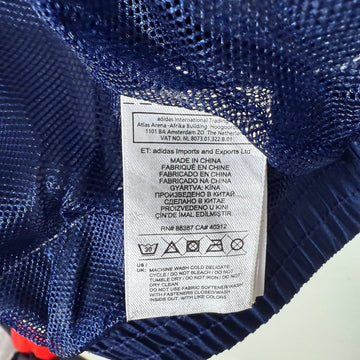 adidas International Trading
Atlas Arena -Afrika Building Hoogoorddreef
1101 BA Amsterdam ZO The Netherlands
VAT NO. NL 8073.01.322.B.01
ET: adidas Imports and Exports Ltd
MADE IN CHINA
FABRIQUÉ EN CHINE
FABRICADO EN CHINA
FABRICADO NA CHINA
GYÁRTVA: KÍNA
ПРОИЗВЕДЕНО В КИТАЙ
СДЕЛАНО В КИТАЕ
PROIZVEDENO U KINI
ÇİN'DE İMAL EDİLMİŞTİR
RN# 88387 CA# 40312
30
US /
UK: MACHINE WASH COLD DELICATE
CYCLE / DO NOT BLEACH / DO NOT
TUMBLE DRY / DO NOT IRON / DO NOT
DRY CLEAN
DO NOT USE FABRIC SOFTENER/WASH
WITH FASTENERS CLOSED/WASH
INSIDE OUT/WASH
WITH LIKE COLORS